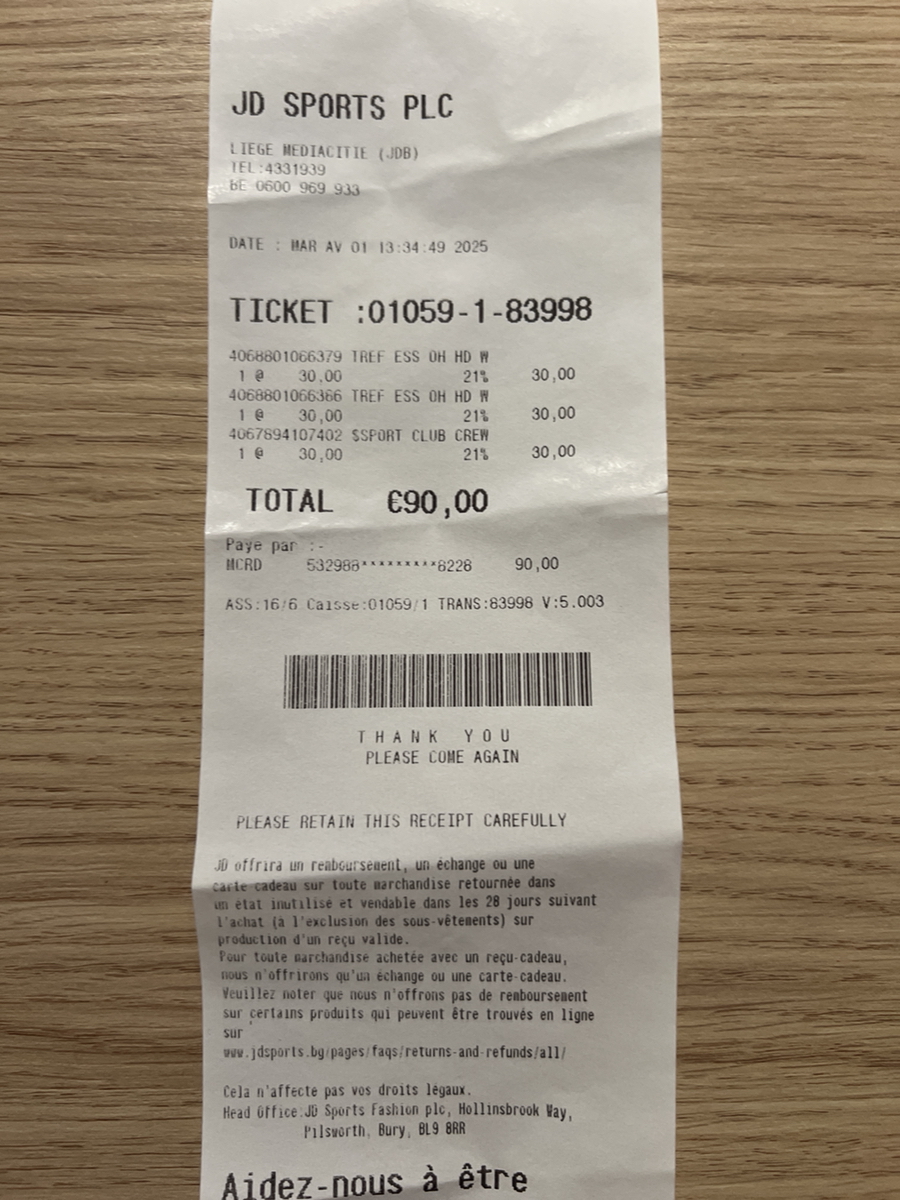 JD SPORTS PLC
LIEGE MEDIACITIE (JDB)
TEL:4331939
BE 0600 969 933
DATE : MAR AV 01 13:34:49 2025
TICKET :01059-1-83998
4068801066379 TREF ESS OH HD W
1 @ 30,00 21% 30,00
4068801066366 TREF ESS OH HD W
1 @ 30,00 21% 30,00
4067894107402 $SPORT CLUB CREW
1 @ 30,00 21% 30,00
TOTAL €90,00
Paye par :-
MCRD 532988*********6228 90,00
ASS:16/6 Caisse:01059/1 TRANS:83998 V:5.003
THANK YOU
PLEASE COME AGAIN
PLEASE RETAIN THIS RECEIPT CAREFULLY
JD offrira un remboursement, un échange ou une
carte-cadeau sur toute marchandise retournée dans
un état inutilisé et vendable dans les 28 jours suivant
l'achat (à l'exclusion des sous-vêtements) sur
production d'un reçu valide.
Pour toute marchandise achetée avec un reçu-cadeau,
nous n'offrirons qu'un échange ou une carte-cadeau.
Veuillez noter que nous n'offrons pas de remboursement
sur certains produits qui peuvent être trouvés en ligne
sur
www.jdsports.bg/pages/faqs/returns-and-refunds/all/
Cela n'affecte pas vos droits légaux.
Head Office:JD Sports Fashion plc, Hollinsbrook Way,
Pilsworth, Bury, BL9 8RR
Aidez-nous à être